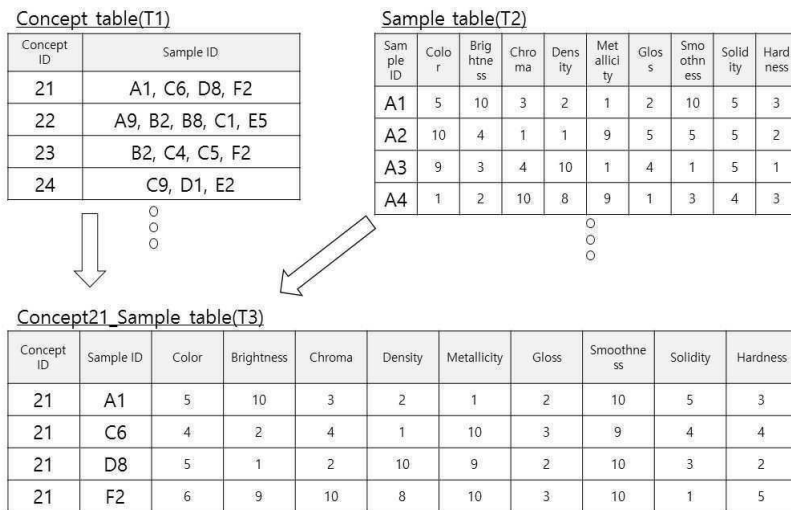 Concept table(T1)
Concept ID Sample ID
21 A1, C6, D8, F2
22 A9, B2, B8, C1, E5
23 B2, C4, C5, F2
24 C9, D1, E2
Sample table(T2)
Sample ID Color Brightness Chroma Density Metallicity Gloss Smoothness Solidity Hardness
A1 5 10 3 2 1 2 10 5 3
A2 10 4 1 1 9 5 5 5 2
A3 9 3 4 10 1 4 1 5 1
A4 1 2 10 8 9 1 3 4 3
Concept21_Sample table(T3)
Concept ID Sample ID Color Brightness Chroma Density Metallicity Gloss Smoothness Solidity Hardness
21 A1 5 10 3 2 1 2 10 5 3
21 C6 4 2 4 1 10 3 9 4 4
21 D8 5 1 2 10 9 2 10 3 2
21 F2 6 9 10 8 10 3 10 1 5